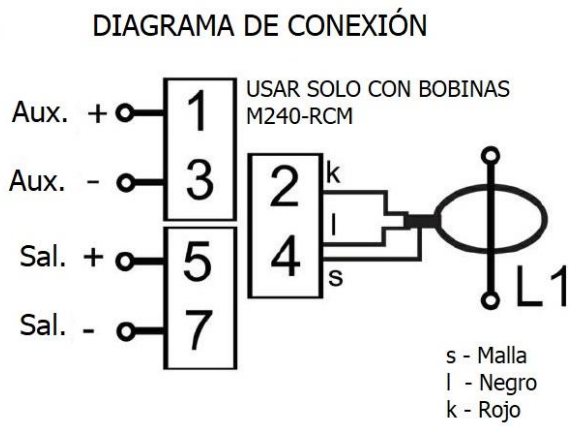 DIAGRAMA DE CONEXIÓN
USAR SOLO CON BOBINAS
M240-RCM
Aux. + 1
Aux. - 3
Sal. + 5
Sal. - 7
2 k
l
4
s
L1
s - Malla
l - Negro
k - Rojo